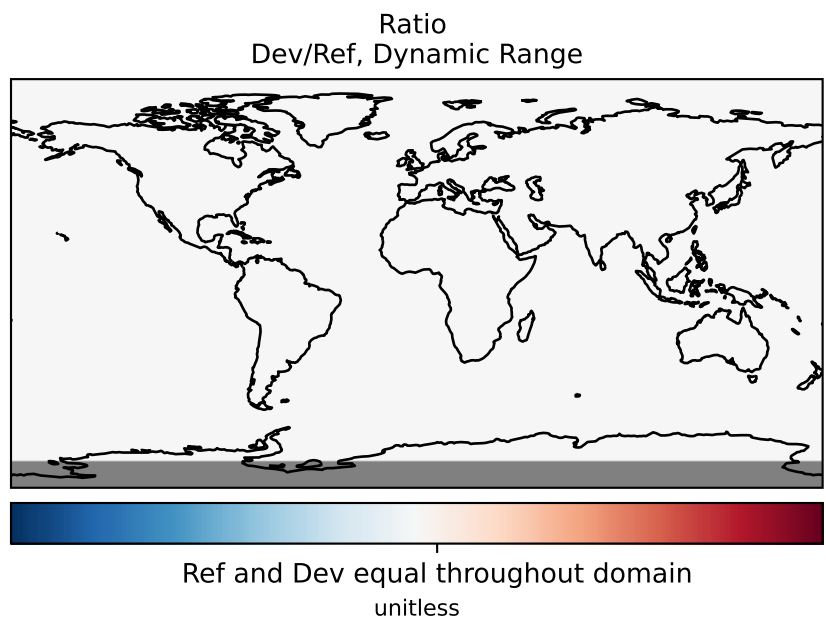 Ratio
Dev/Ref, Dynamic Range
Ref and Dev equal throughout domain
unitless